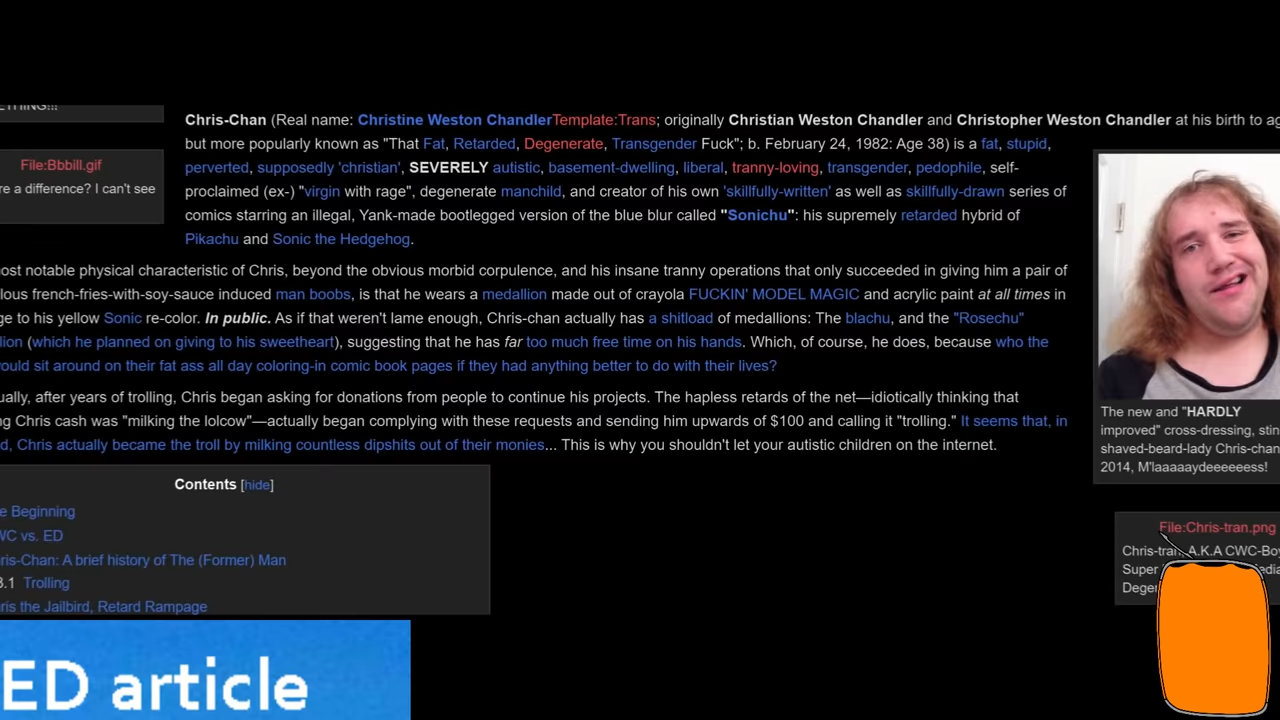 ETHING!!!
File:Bbbill.gif
re a difference? I can't see
Chris-Chan (Real name: Christine Weston ChandlerTemplate:Trans; originally Christian Weston Chandler and Christopher Weston Chandler at his birth to ag
but more popularly known as "That Fat, Retarded, Degenerate, Transgender Fuck"; b. February 24, 1982: Age 38) is a fat, stupid,
perverted, supposedly 'christian', SEVERELY autistic, basement-dwelling, liberal, tranny-loving, transgender, pedophile, self-
proclaimed (ex-) "virgin with rage", degenerate manchild, and creator of his own 'skillfully-written' as well as skillfully-drawn series of
comics starring an illegal, Yank-made bootlegged version of the blue blur called "Sonichu": his supremely retarded hybrid of
Pikachu and Sonic the Hedgehog.
ost notable physical characteristic of Chris, beyond the obvious morbid corpulence, and his insane tranny operations that only succeeded in giving him a pair of
lous french-fries-with-soy-sauce induced man boobs, is that he wears a medallion made out of crayola FUCKIN' MODEL MAGIC and acrylic paint at all times in
ge to his yellow Sonic re-color. In public. As if that weren't lame enough, Chris-chan actually has a shitload of medallions: The blachu, and the "Rosechu"
lion (which he planned on giving to his sweetheart), suggesting that he has far too much free time on his hands. Which, of course, he does, because who the
ould sit around on their fat ass all day coloring-in comic book pages if they had anything better to do with their lives?
ually, after years of trolling, Chris began asking for donations from people to continue his projects. The hapless retards of the net—idiotically thinking that
ng Chris cash was "milking the lolcow"—actually began complying with these requests and sending him upwards of $100 and calling it "trolling." It seems that, in
d, Chris actually became the troll by milking countless dipshits out of their monies... This is why you shouldn't let your autistic children on the internet.
The new and "HARDLY
improved" cross-dressing, stin
shaved-beard-lady Chris-chan
2014, M'laaaaydeeeeeess!
Contents [hide]
e Beginning
WC vs. ED
ris-Chan: A brief history of The (Former) Man
3.1 Trolling
ris the Jailbird, Retard Rampage
File:Chris-tran.png
Chris-tran, A.K.A CWC-Boy
Super
Degen
ED article